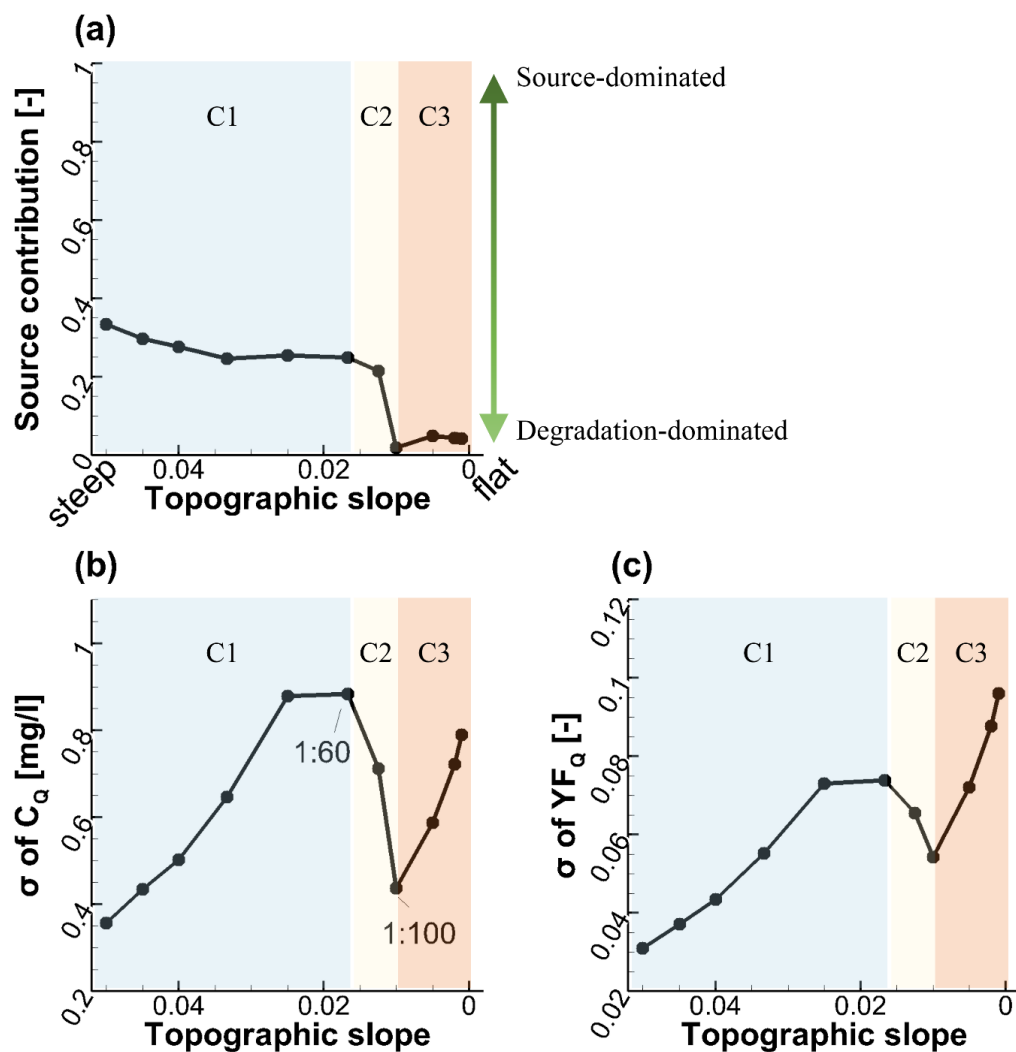 (a)
Source contribution [-]
1
0.8
0.6
0.4
0.2
0
C1
C2
C3
Source-dominated
Degradation-dominated
steep
0.04
0.02
0
flat
Topographic slope
(b)
σ of C_Q [mg/l]
1
0.8
0.6
0.4
0.2
C1
C2
C3
1:60
1:100
0.04
0.02
0
Topographic slope
(c)
σ of YF_Q [-]
0.12
0.1
0.08
0.06
0.04
0.02
C1
C2
C3
0.04
0.02
0
Topographic slope